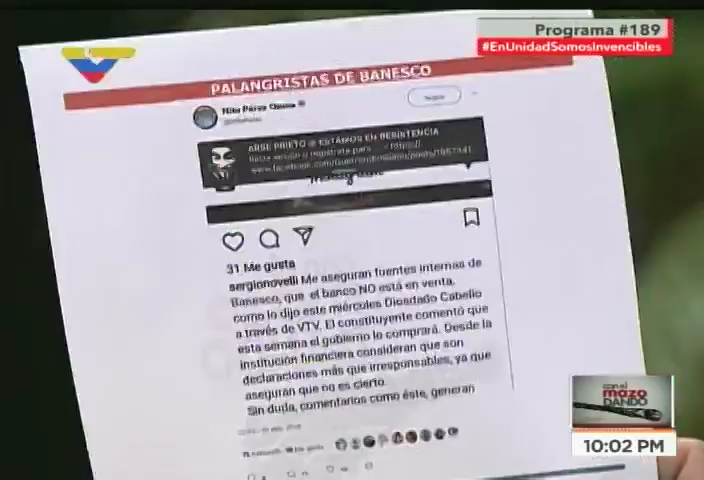 Programa #189
#EnUnidadSomosInvencibles
PALANGRISTAS DE BANESCO
ARSE PRIETO @ ESTAMOS EN RESISTENCIA
31 Me gusta
sergionovelli Me aseguran fuentes internas de
Banesco, que el banco NO está en venta,
como lo dijo este miércoles Diosdado Cabello
a través de VTV. El constituyente comentó que
esta semana el gobierno lo comprará. Desde la
institución financiera consideran que son
declaraciones más que irresponsables, ya que
aseguran que no es cierto.
Sin duda, comentarios como éste, generan
con el
mazo
DANDO
10:02 PM